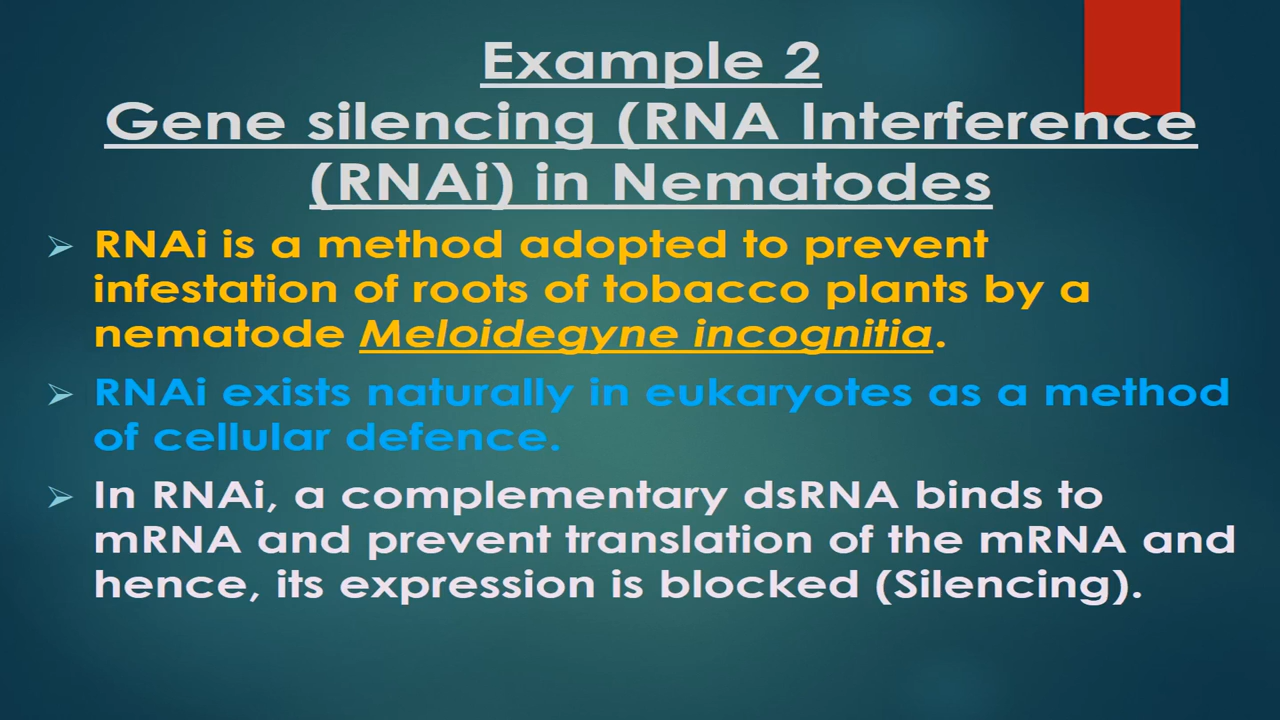 Example 2
Gene silencing (RNA Interference
(RNAi) in Nematodes
➢ RNAi is a method adopted to prevent
infestation of roots of tobacco plants by a
nematode Meloidegyne incognitia.
➢ RNAi exists naturally in eukaryotes as a method
of cellular defence.
➢ In RNAi, a complementary dsRNA binds to
mRNA and prevent translation of the mRNA and
hence, its expression is blocked (Silencing).